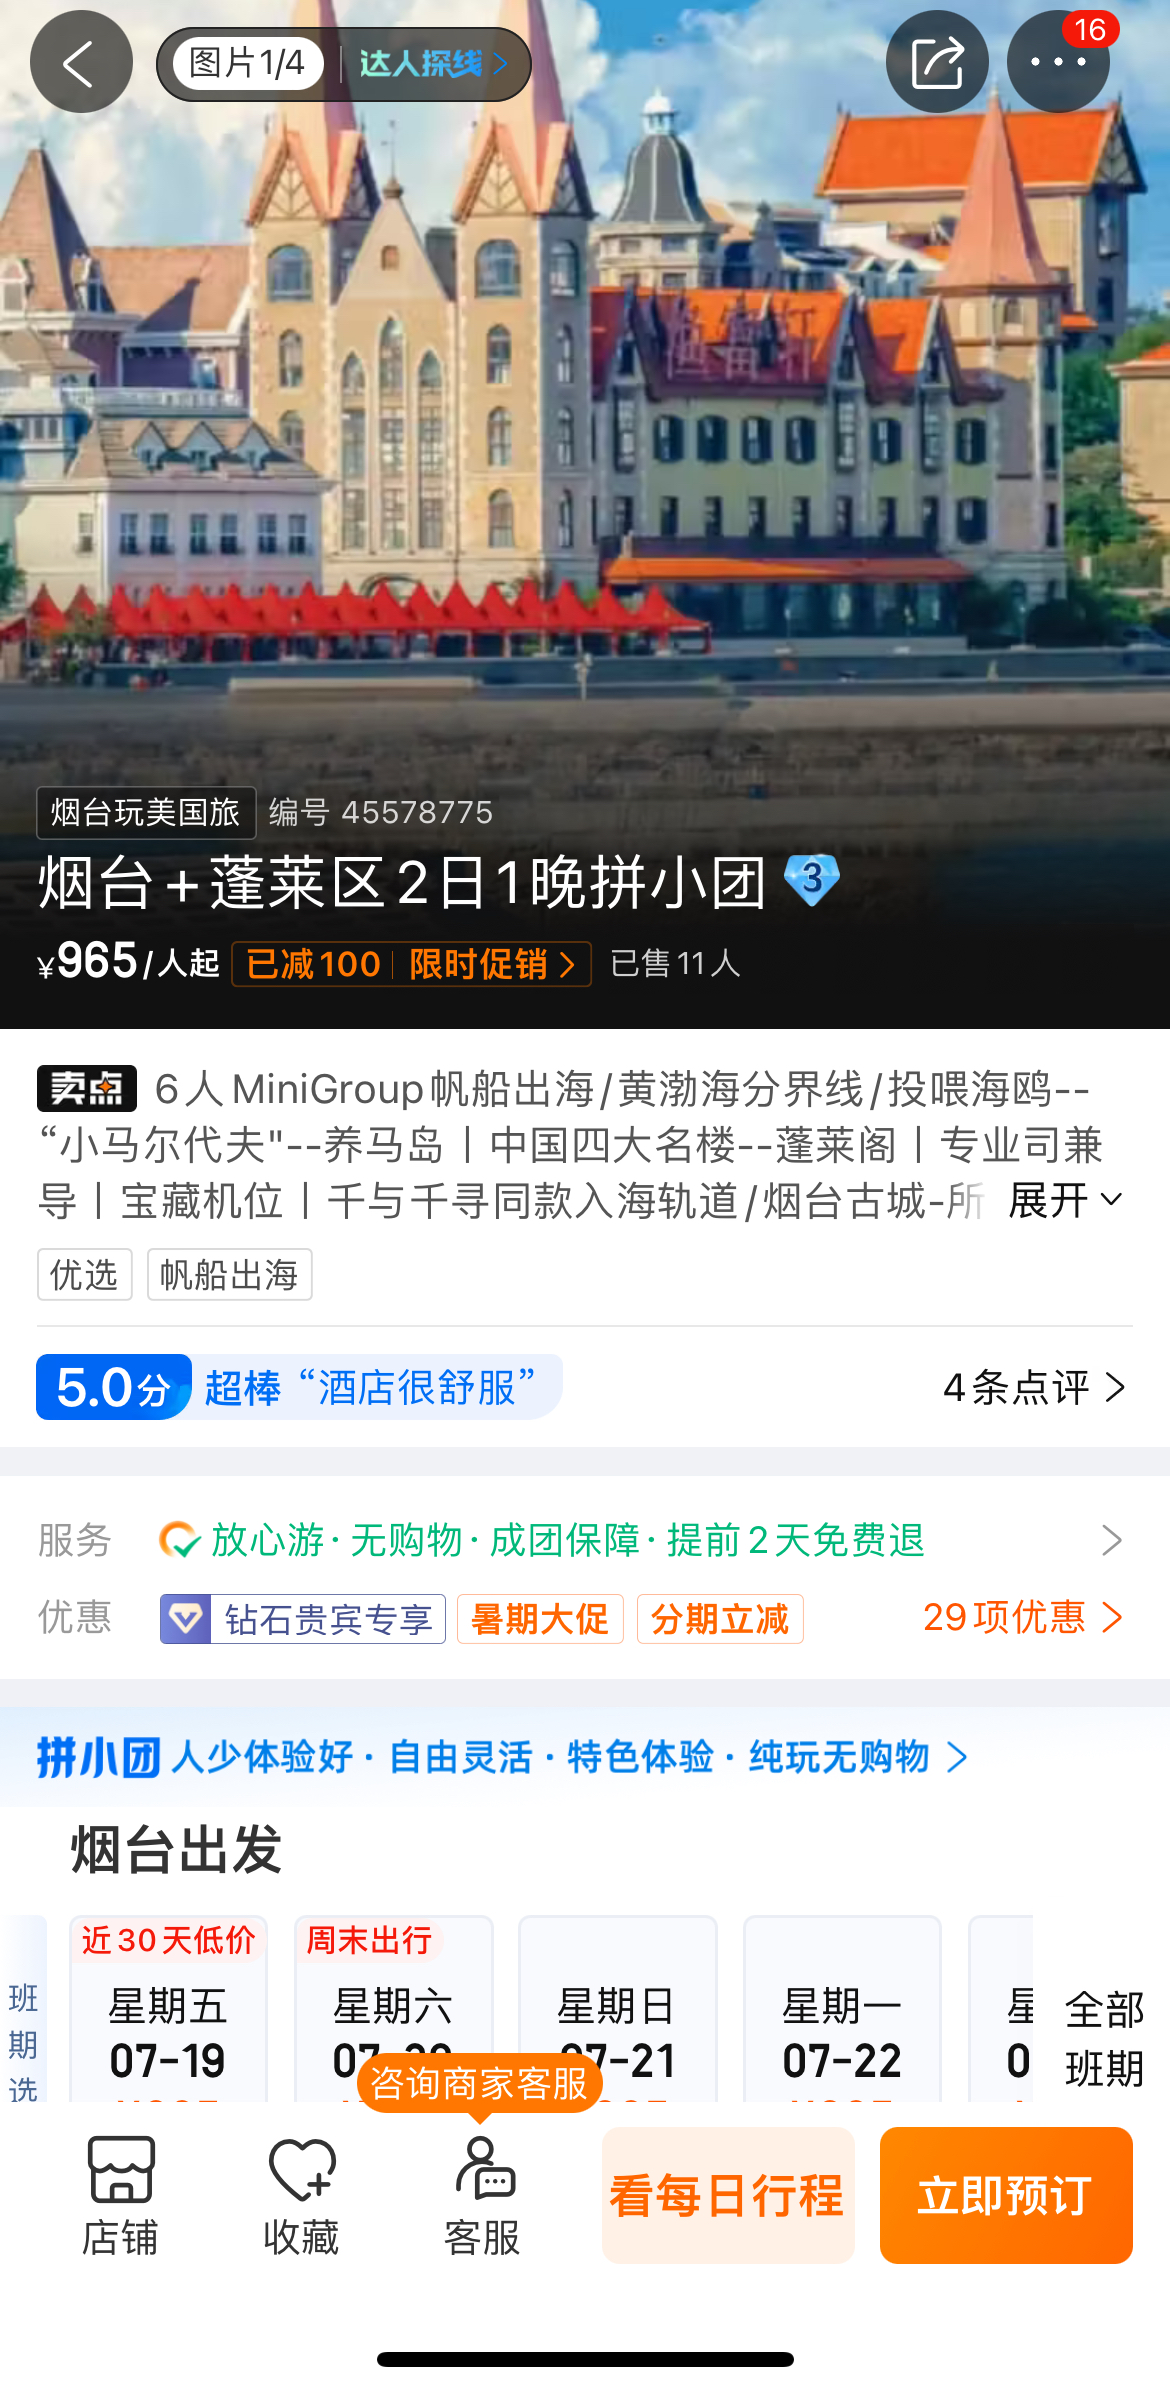 图片1/4
达人探线
16
渔当轩
烟台玩美国旅 编号 45578775
烟台+蓬莱区2日1晚拼小团 3
¥965/人起 已减100 限时促销 已售11人
卖点 6人MiniGroup帆船出海/黄渤海分界线/投喂海鸥--
“小马尔代夫"--养马岛丨中国四大名楼--蓬莱阁丨专业司兼
导丨宝藏机位丨千与千寻同款入海轨道/烟台古城-所 展开
优选 帆船出海
5.0分 超棒 “酒店很舒服” 4条点评
服务 放心游·无购物·成团保障·提前2天免费退
优惠 钻石贵宾专享 暑期大促 分期立减 29项优惠
拼小团 人少体验好·自由灵活·特色体验·纯玩无购物
烟台出发
班期选
近30天低价
星期五
07-19
周末出行
星期六
星期日
7-21
星期一
07-22
全部
班期
咨询商家客服
店铺
收藏
客服
看每日行程
立即预订